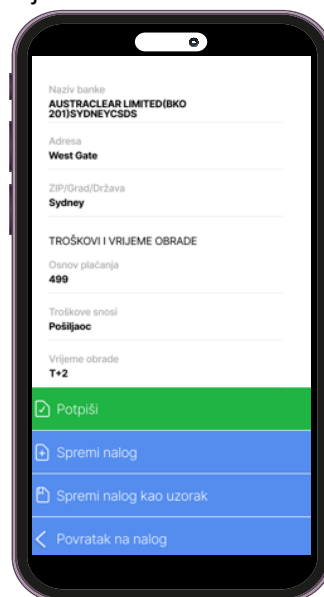 Naziv banke
AUSTRACLEAR LIMITED(BKO
201)SYDNEYCSDS
Adresa
West Gate
ZIP/Grad/Država
Sydney
TROŠKOVI I VRIJEME OBRADE
Osnov plaćanja
499
Troškove snosi
Pošiljaoc
Vrijeme obrade
T+2
Potpiši
Spremi nalog
Spremi nalog kao uzorak
Povratak na nalog